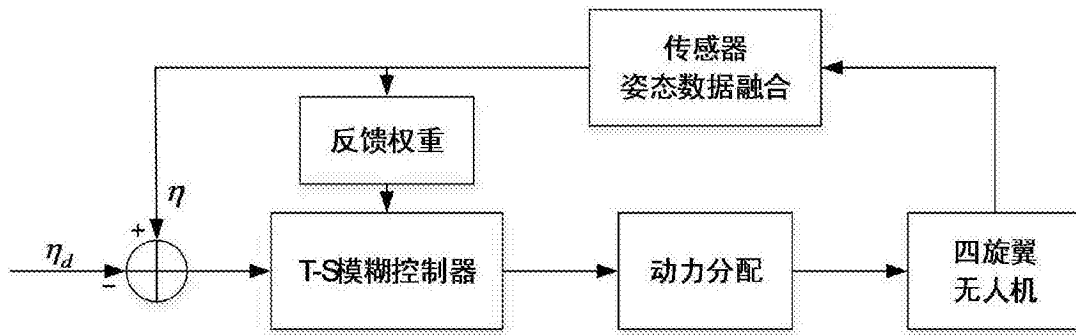 传感器
姿态数据融合
反馈权重
η
+
η_d
−
T-S模糊控制器
动力分配
四旋翼
无人机